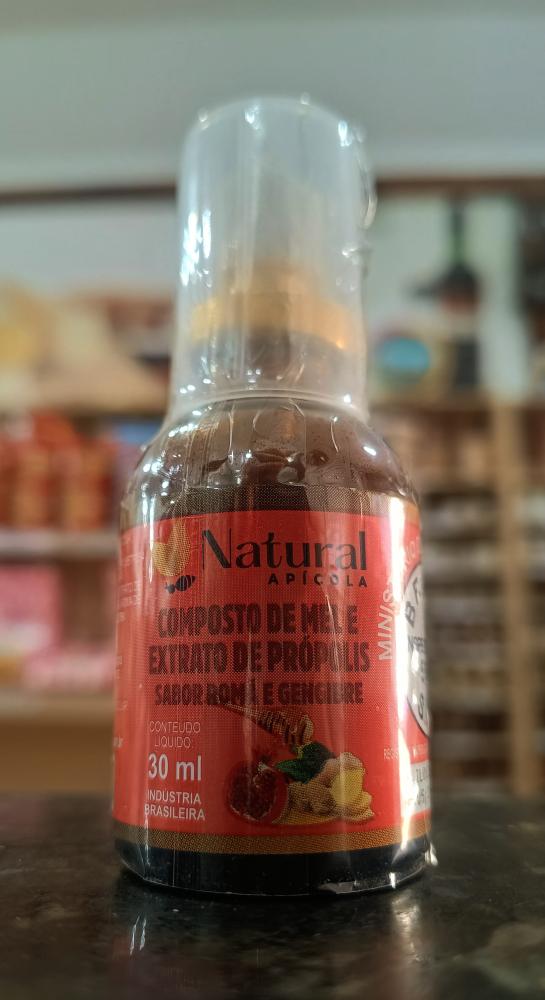 Natural
APÍCOLA
COMPOSTO DE MEL E
EXTRATO DE PRÓPOLIS
SABOR ROMÃ E GENGIBRE
CONTEÚDO
LÍQUIDO:
30 ml
INDÚSTRIA
BRASILEIRA